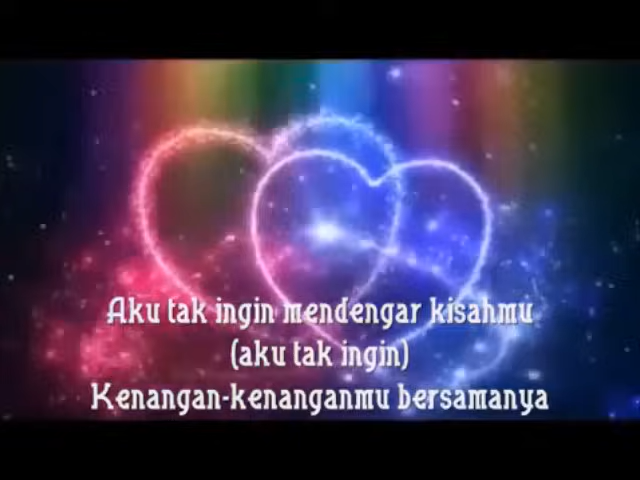 Aku tak ingin mendengar kisahmu
(aku tak ingin)
Kenangan-kenanganmu bersamanya